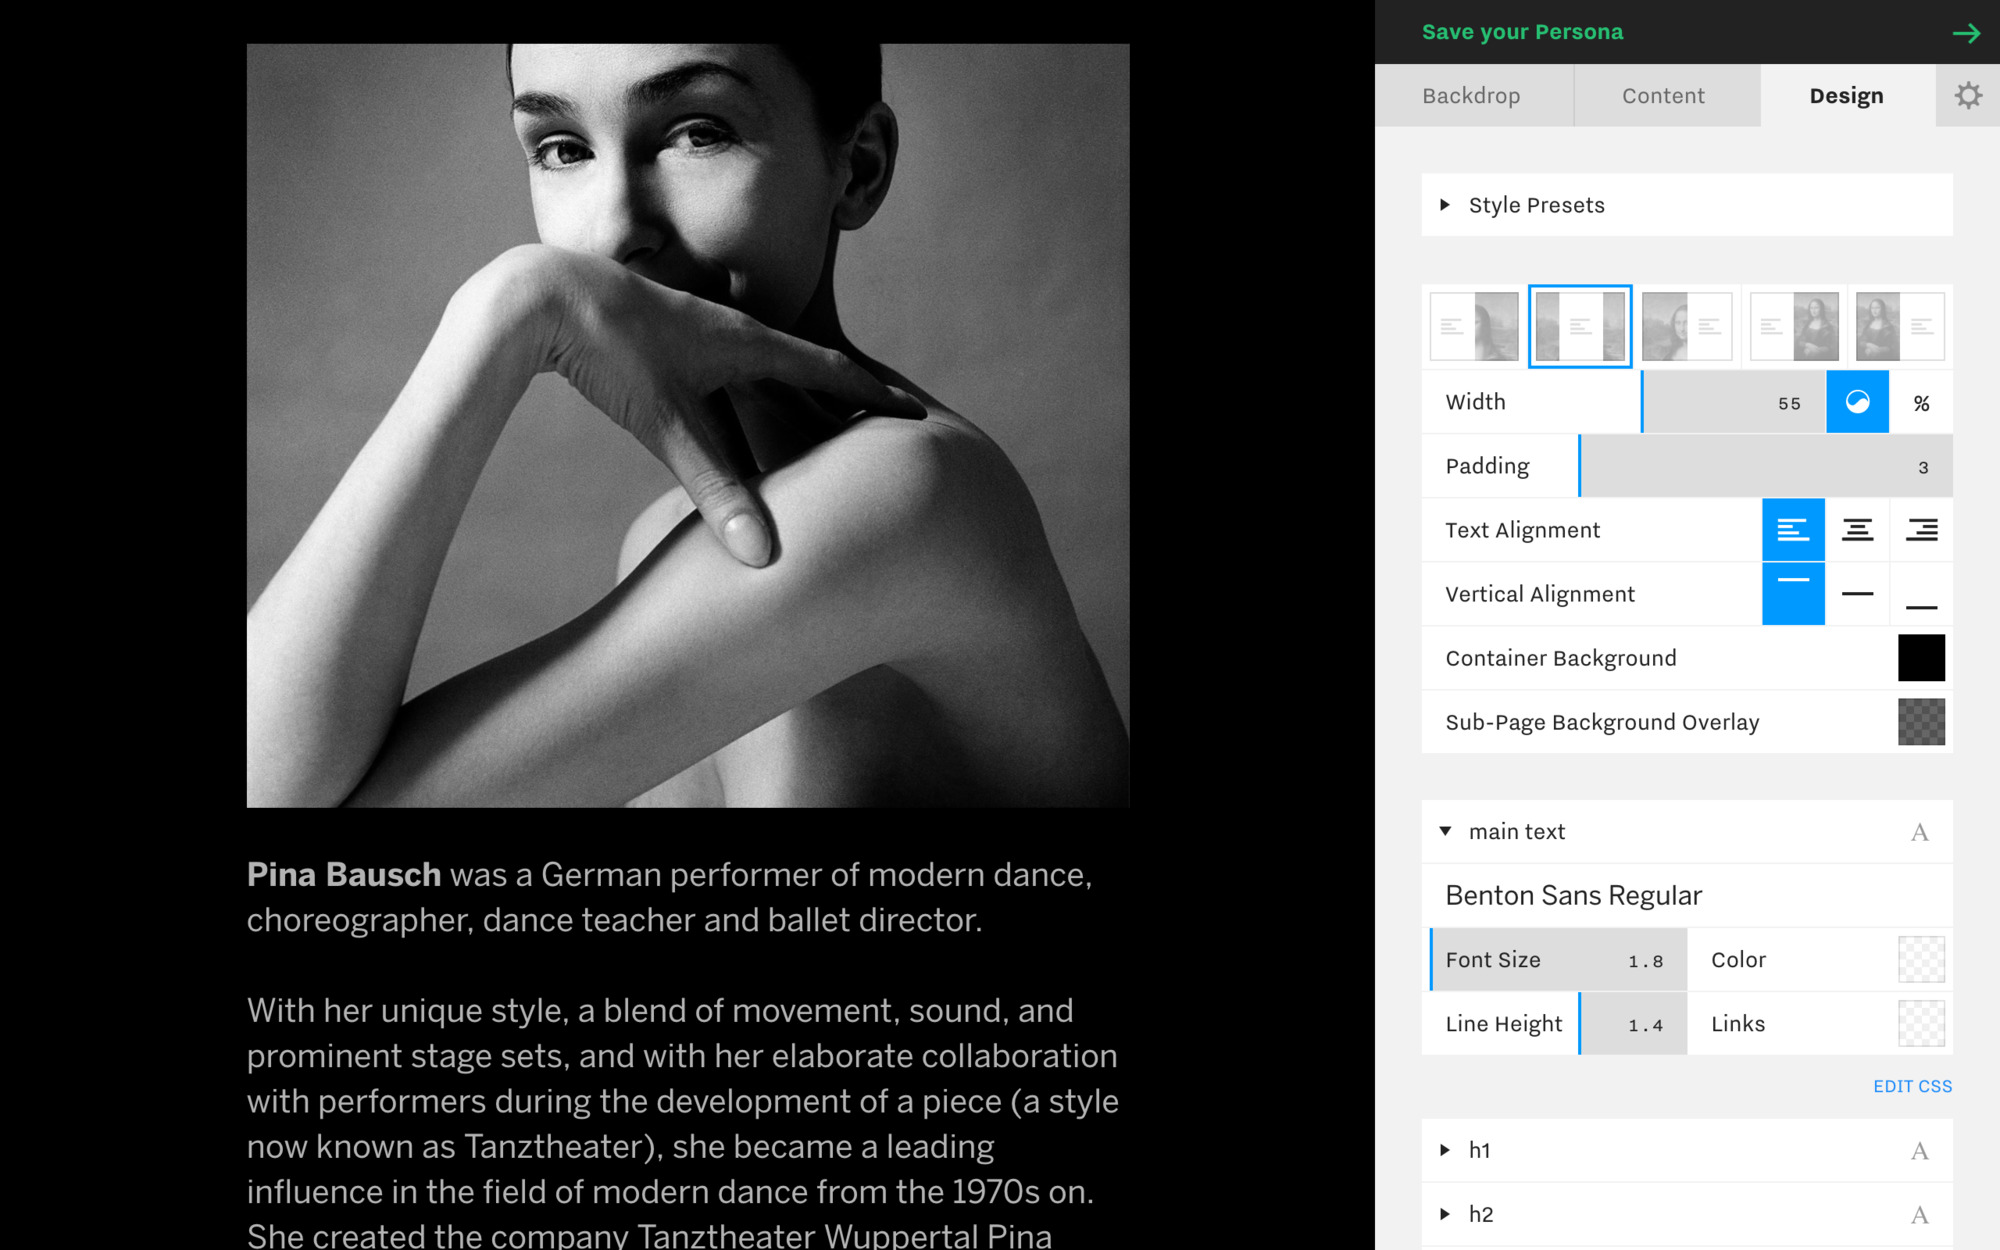 Pina Bausch was a German performer of modern dance,
choreographer, dance teacher and ballet director.
With her unique style, a blend of movement, sound, and
prominent stage sets, and with her elaborate collaboration
with performers during the development of a piece (a style
now known as Tanztheater), she became a leading
influence in the field of modern dance from the 1970s on.
She created the company Tanztheater Wuppertal Pina
Save your Persona →
Backdrop Content Design
Style Presets
Width 55 %
Padding 3
Text Alignment
Vertical Alignment
Container Background
Sub-Page Background Overlay
main text A
Benton Sans Regular
Font Size 1.8 Color
Line Height 1.4 Links
EDIT CSS
h1 A
h2 A